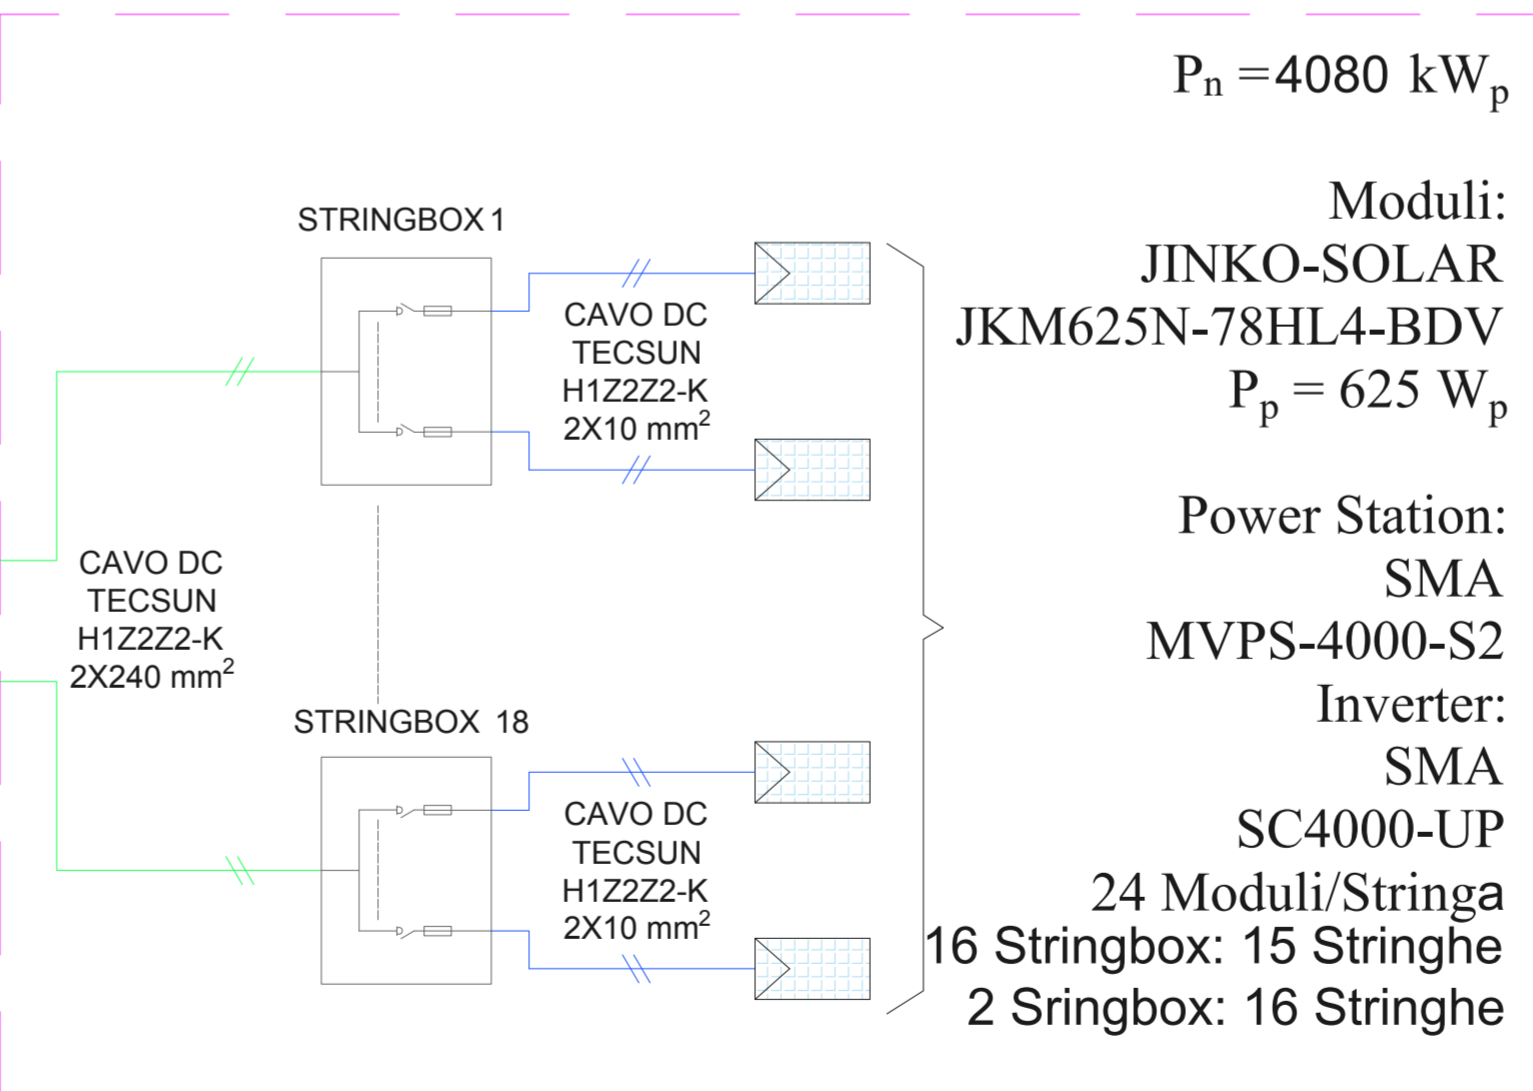 Pn =4080 kWp
Moduli:
JINKO-SOLAR
JKM625N-78HL4-BDV
Pp = 625 Wp
Power Station:
SMA
MVPS-4000-S2
Inverter:
SMA
SC4000-UP
24 Moduli/Stringa
16 Stringbox: 15 Stringhe
2 Sringbox: 16 Stringhe
STRINGBOX 1
CAVO DC
TECSUN
H1Z2Z2-K
2X10 mm²
CAVO DC
TECSUN
H1Z2Z2-K
2X240 mm²
STRINGBOX 18
CAVO DC
TECSUN
H1Z2Z2-K
2X10 mm²